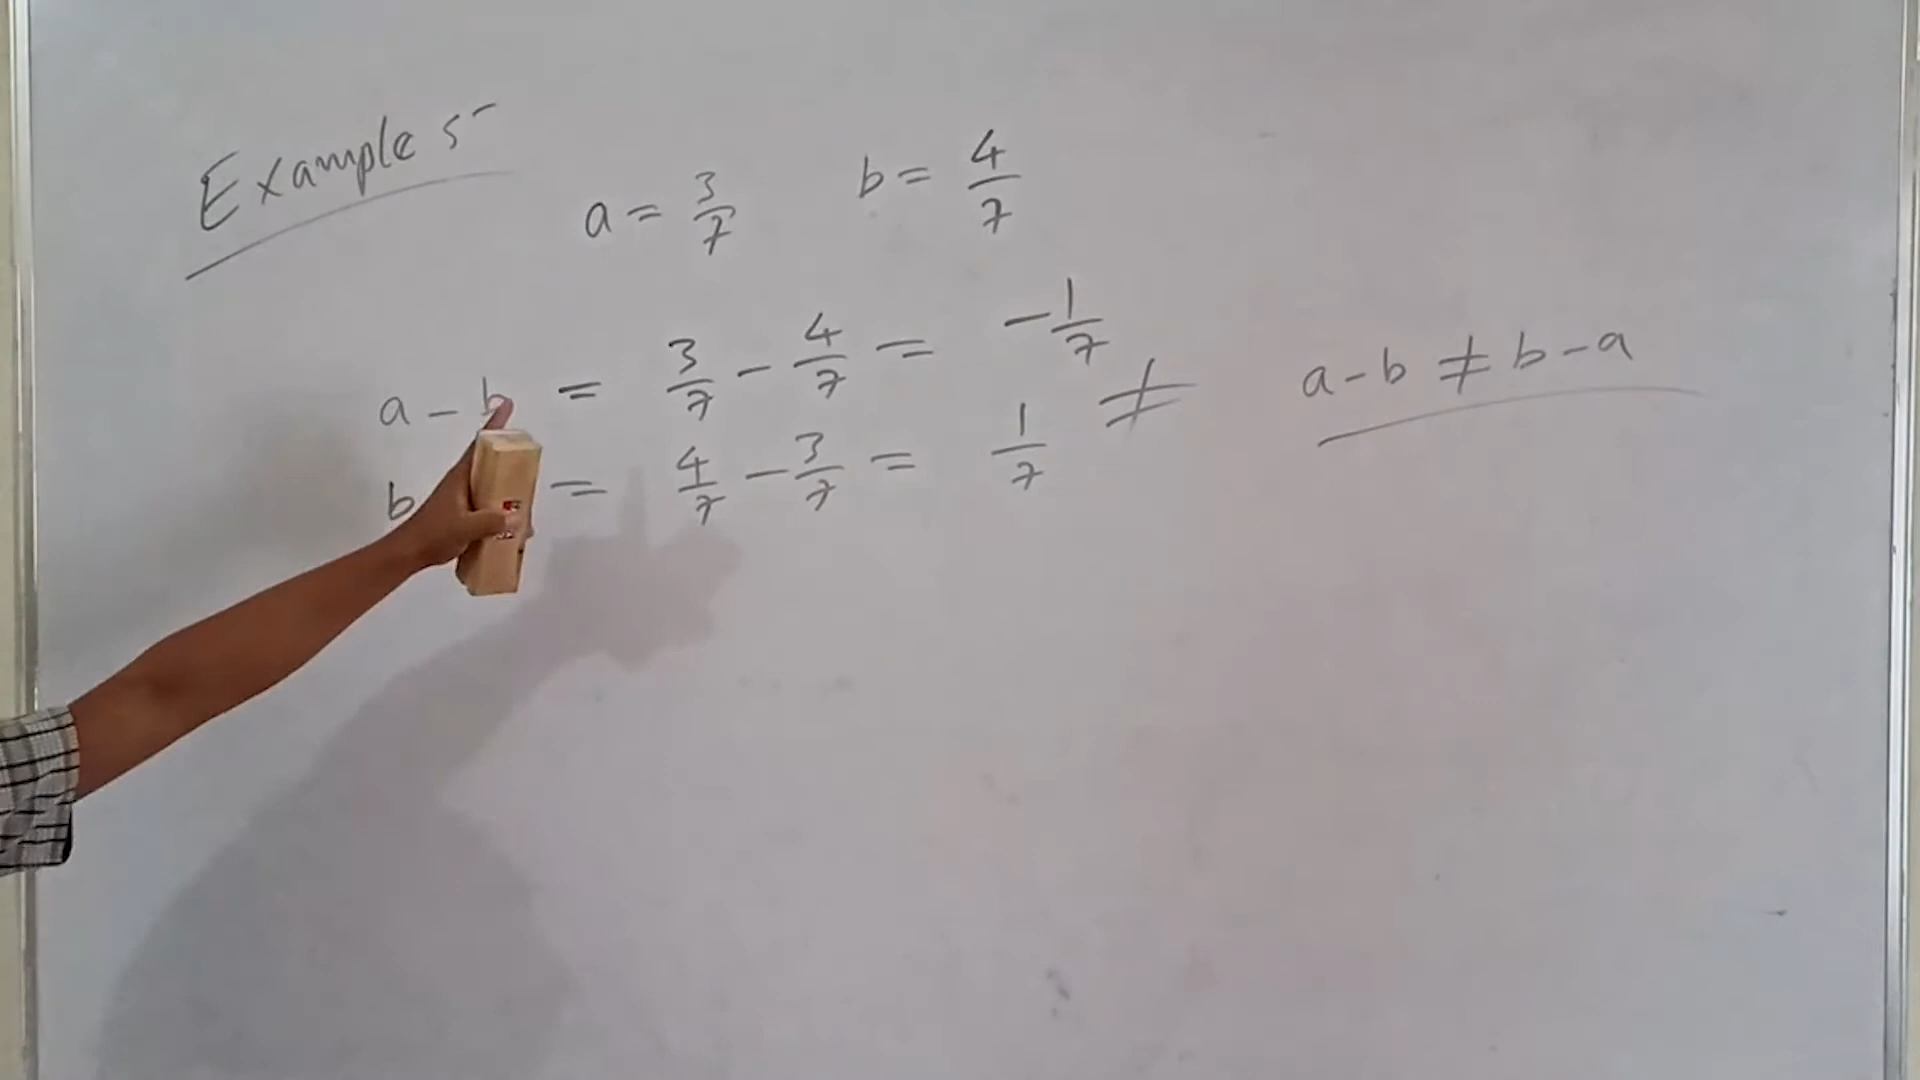 Example 5
a = 3/7 b = 4/7
a - b = 3/7 - 4/7 = -1/7
b = 4/7 - 3/7 = 1/7
≠
a - b ≠ b - a